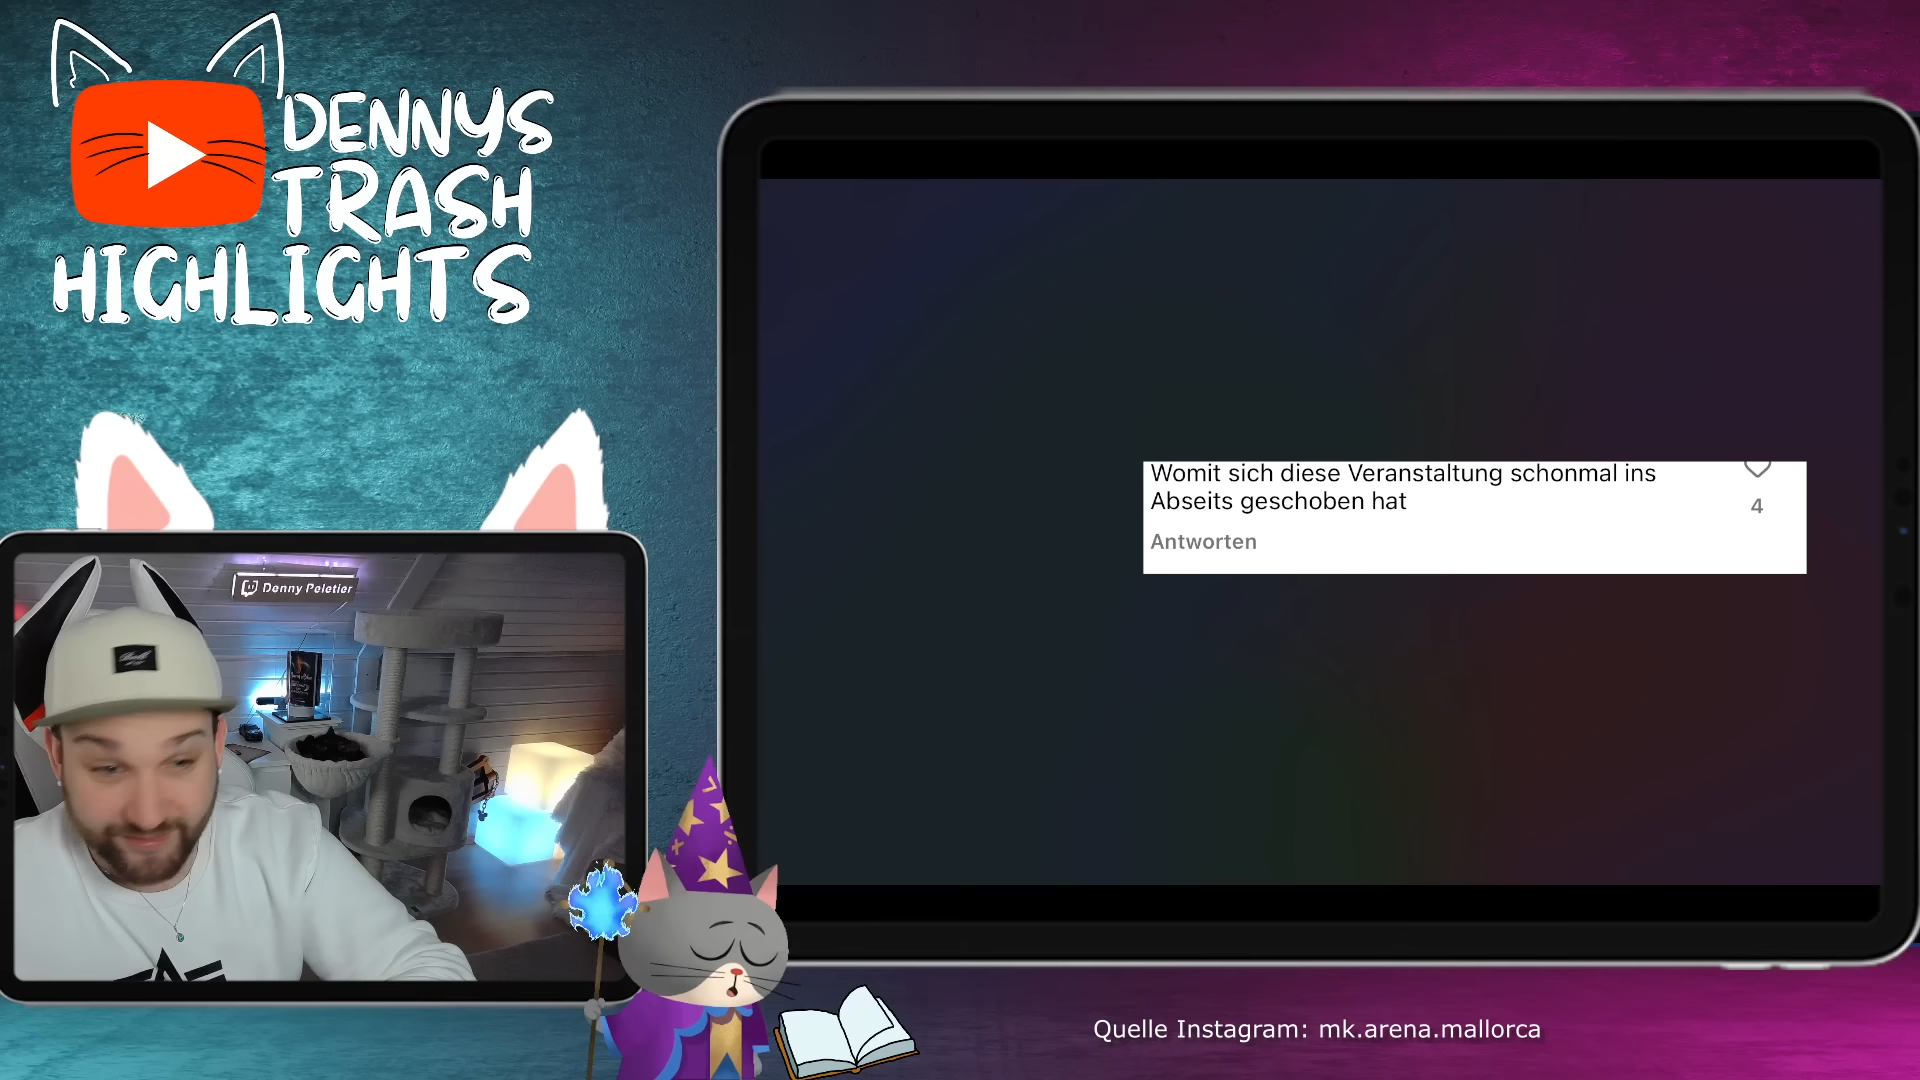 DENNYS
TRASH
HIGHLIGHTS
Denny Peletier
Womit sich diese Veranstaltung schonmal ins
Abseits geschoben hat
4
Antworten
Quelle Instagram: mk.arena.mallorca